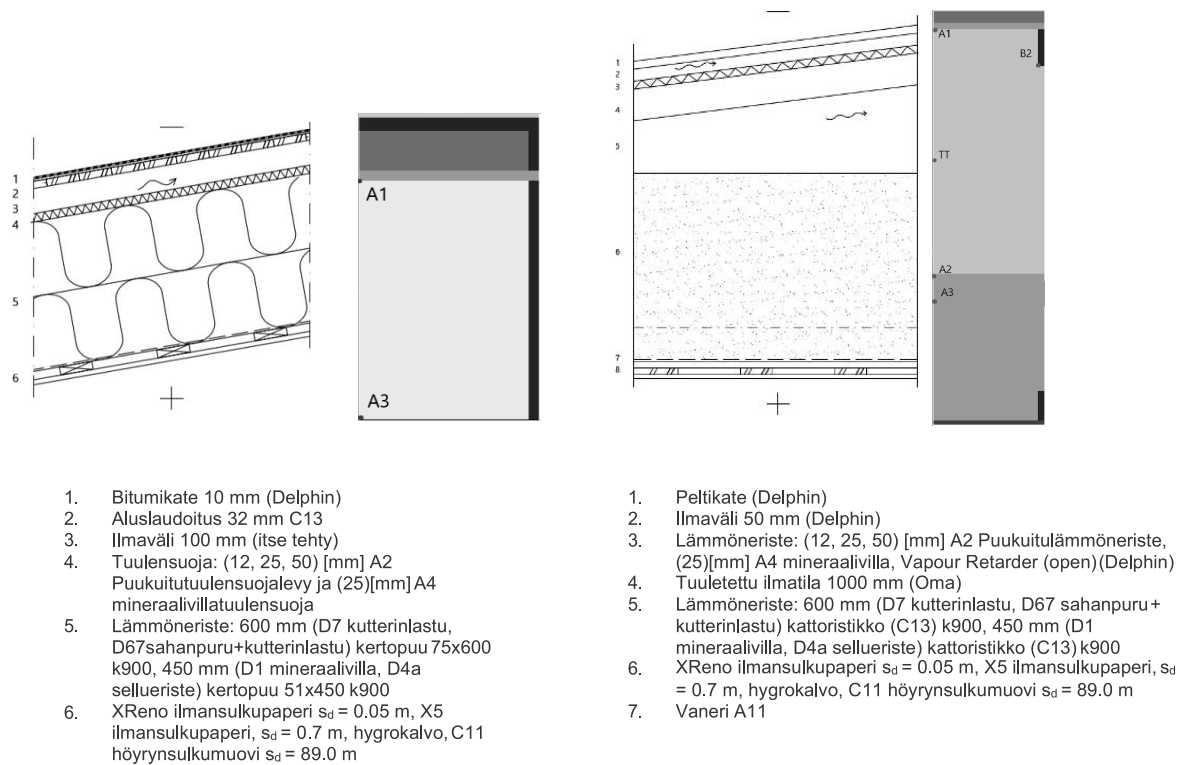 1
2
3
4
5
6
A1
A3
1
2
3
4
5
6
7
8
A1
B2
TT
A2
A3
1. Bitumikate 10 mm (Delphin)
2. Aluslaudoitus 32 mm C13
3. Ilmaväli 100 mm (itse tehty)
4. Tuulensuoja: (12, 25, 50) [mm] A2
Puukuitutuulensuojalevy ja (25)[mm] A4
mineraalivillatuulensuoja
5. Lämmöneriste: 600 mm (D7 kutterinlastu,
D67sahanpuru+kutterinlastu) kertopuu 75x600
k900, 450 mm (D1 mineraalivilla, D4a
sellueriste) kertopuu 51x450 k900
6. XReno ilmansulkupaperi sd = 0.05 m, X5
ilmansulkupaperi, sd = 0.7 m, hygrokalvo, C11
höyrynsulkumuovi sd = 89.0 m
1. Peltikate (Delphin)
2. Ilmaväli 50 mm (Delphin)
3. Lämmöneriste: (12, 25, 50) [mm] A2 Puukuitulämmöneriste,
(25)[mm] A4 mineraalivilla, Vapour Retarder (open)(Delphin)
4. Tuuletettu ilmatila 1000 mm (Oma)
5. Lämmöneriste: 600 mm (D7 kutterinlastu, D67 sahanpuru +
kutterinlastu) kattoristikko (C13) k900, 450 mm (D1
mineraalivilla, D4a sellueriste) kattoristikko (C13) k900
6. XReno ilmansulkupaperi sd = 0.05 m, X5 ilmansulkupaperi, sd
= 0.7 m, hygrokalvo, C11 höyrynsulkumuovi sd = 89.0 m
7. Vaneri A11